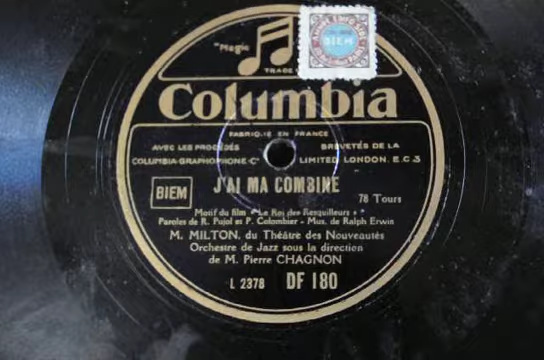 "Magic
TRADE
BIEM
Columbia
FABRIQUÉ EN FRANCE
AVEC LES PROCÉDÉS BREVETÉS DE LA
COLUMBIA GRAPHOPHONE Cº LIMITED. LONDON. E.C.3
BIEM
J'AI MA COMBINE
78 Tours
Motif du film "Le Roi des Resquilleurs"
Paroles de R. Pujol et P. Colombier - Mus. de Ralph Erwin
M. MILTON, du Théâtre des Nouveautés
Orchestre de Jazz sous la direction
de M. Pierre CHAGNON
L 2378 DF 180